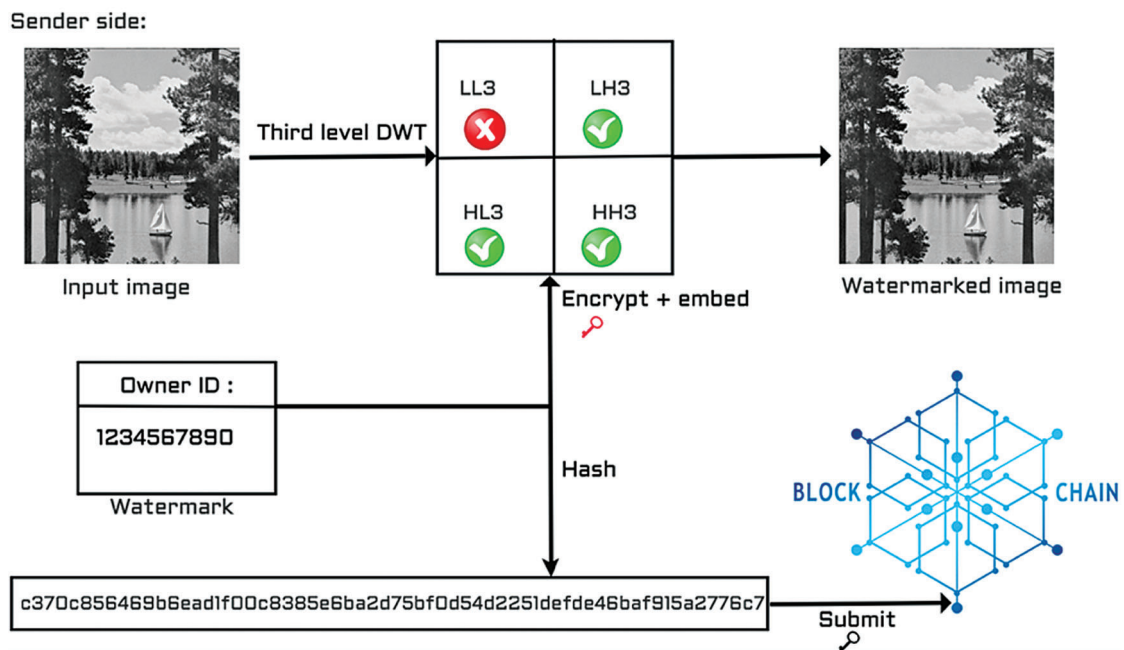 Sender side:
LL3
LH3
Third level DWT
HL3
HH3
Input image
Encrypt + embed
Watermarked image
Owner ID :
1234567890
Watermark
Hash
BLOCK CHAIN
c370c856469b6ead1f00c8385e6ba2d75bf0d54d2251defde46baf915a2776c7
Submit